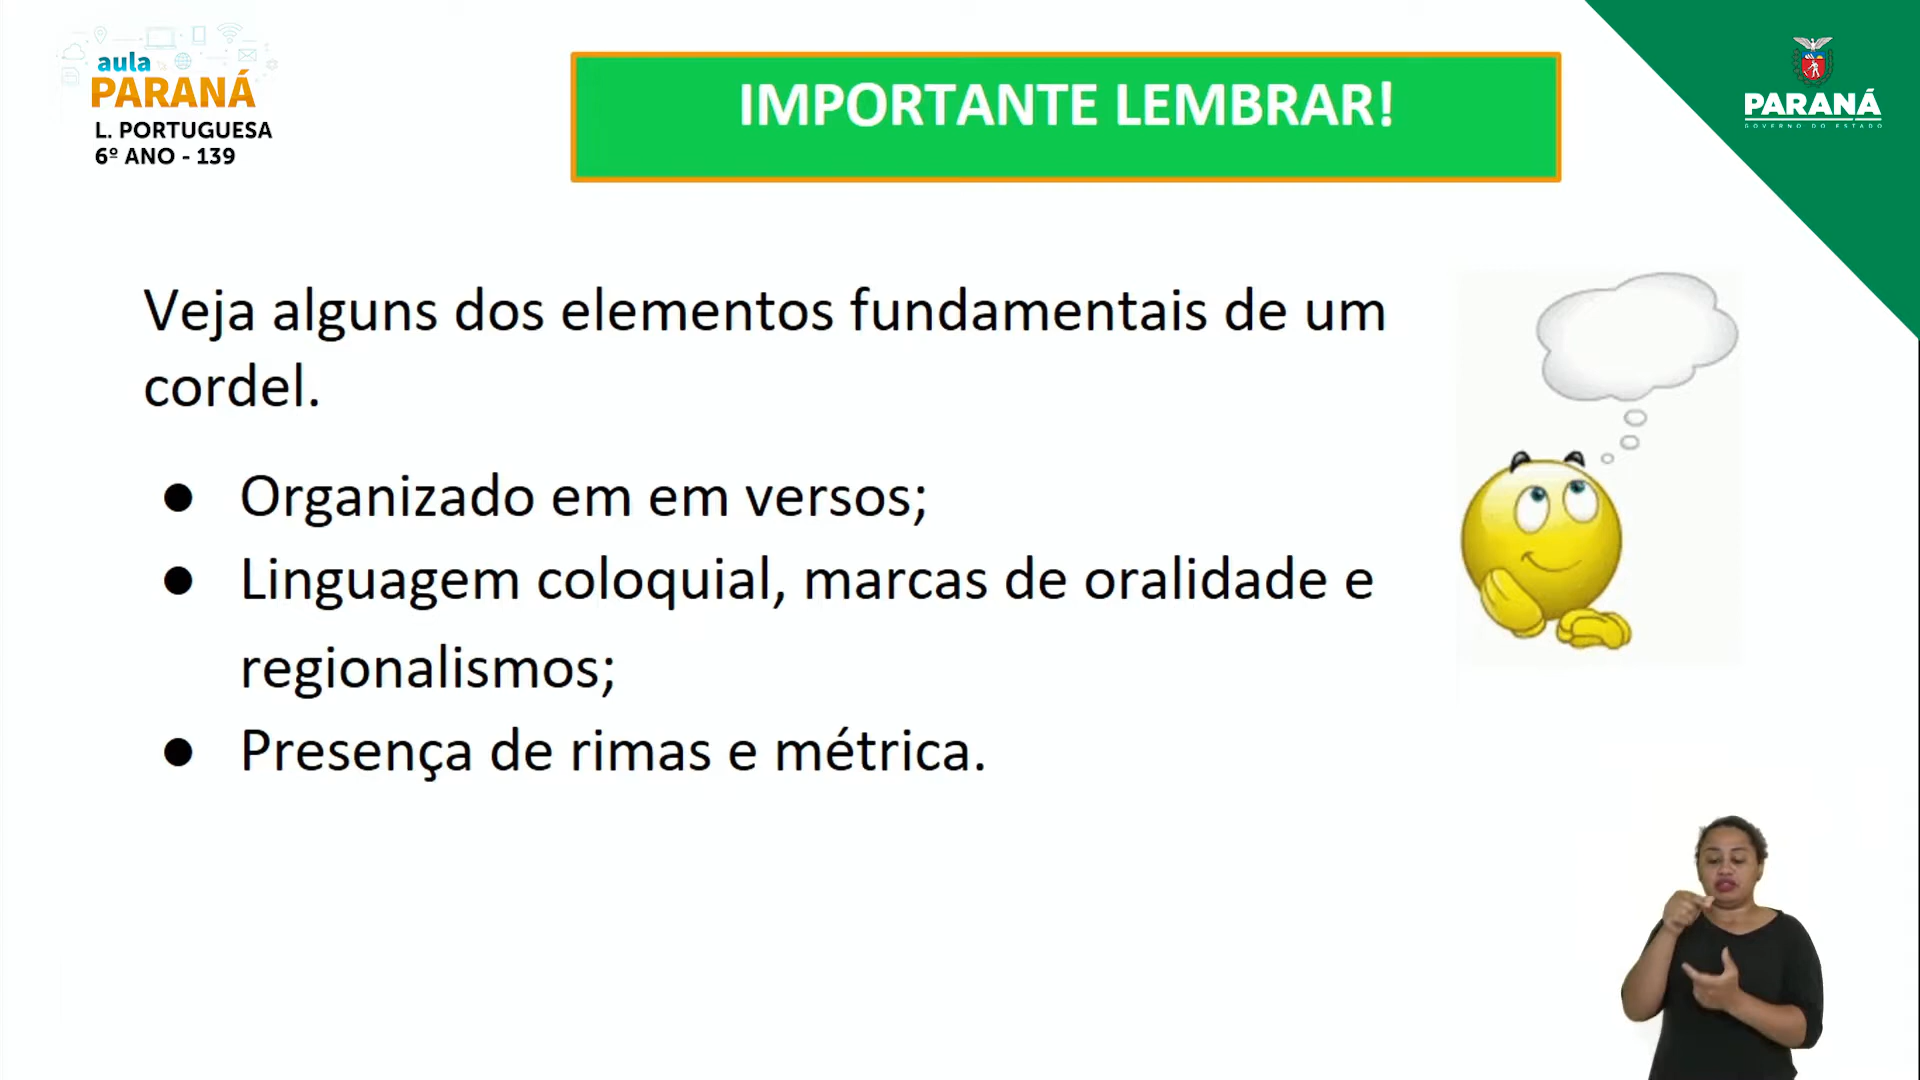 aula
PARANÁ
L. PORTUGUESA
6º ANO - 139
IMPORTANTE LEMBRAR!
PARANÁ
GOVERNO DO ESTADO
Veja alguns dos elementos fundamentais de um
cordel.
● Organizado em em versos;
● Linguagem coloquial, marcas de oralidade e
regionalismos;
● Presença de rimas e métrica.